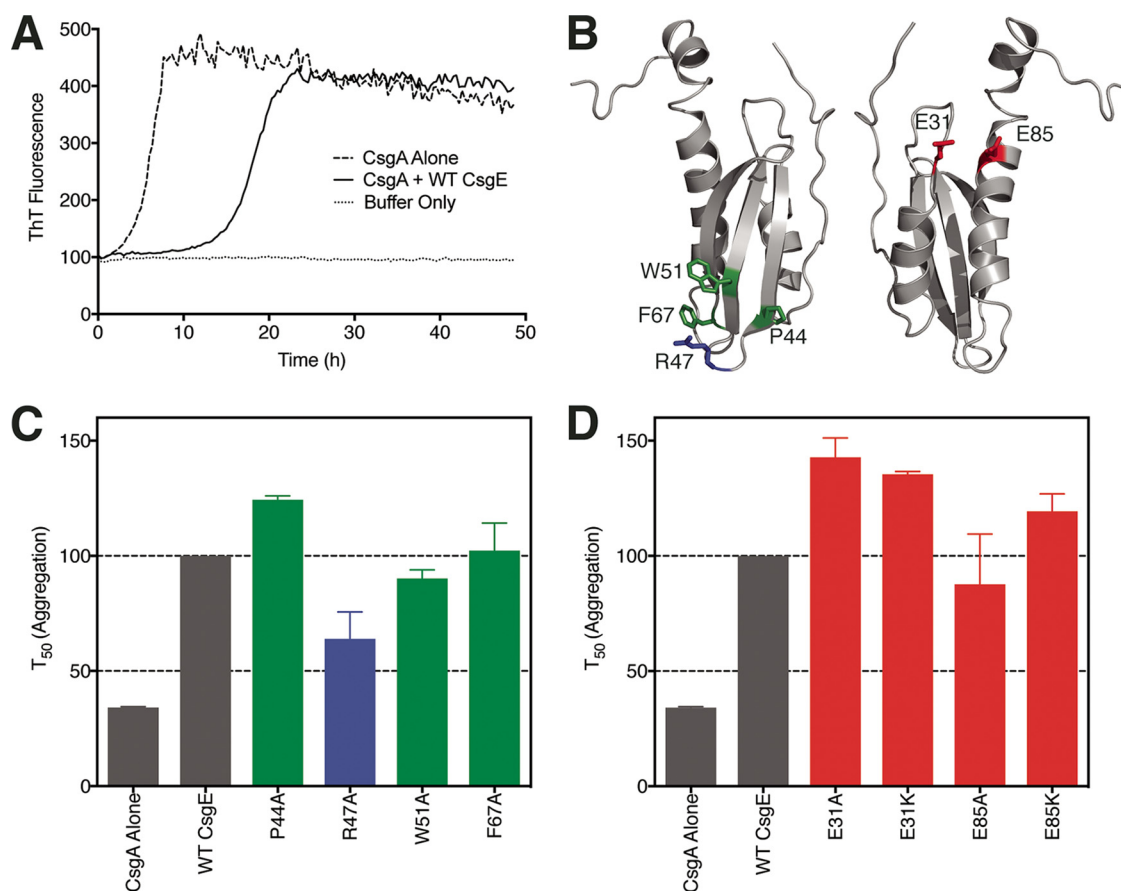 A
500
400
300
200
100
0
ThT Fluorescence
CsgA Alone
CsgA + WT CsgE
Buffer Only
0
10
20
30
40
50
Time (h)
B
W51
F67
R47
P44
E31
E85
C
150
100
50
0
T50 (Aggregation)
CsgA Alone
WT CsgE
P44A
R47A
W51A
F67A
D
150
100
50
0
T50 (Aggregation)
CsgA Alone
WT CsgE
E31A
E31K
E85A
E85K